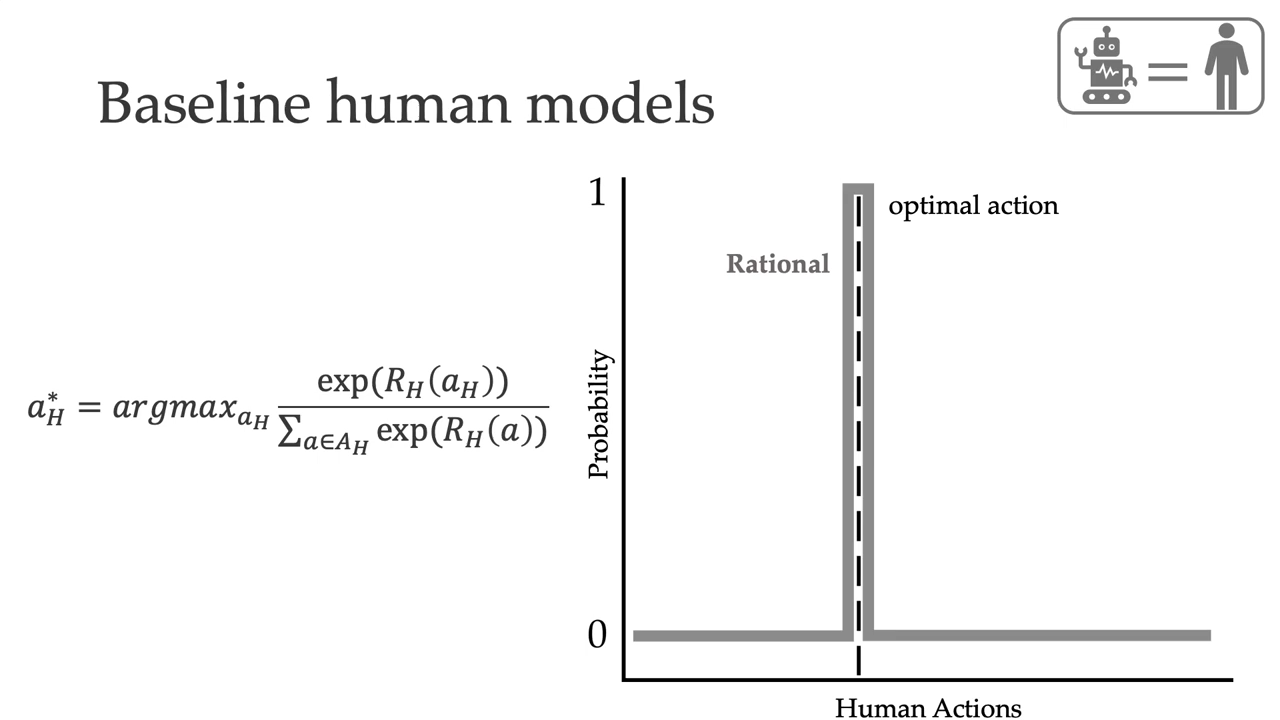 Baseline human models
1
optimal action
Rational
a*_H = argmax_{a_H} exp(R_H(a_H)) / ∑_{a∈A_H} exp(R_H(a))
Probability
0
Human Actions